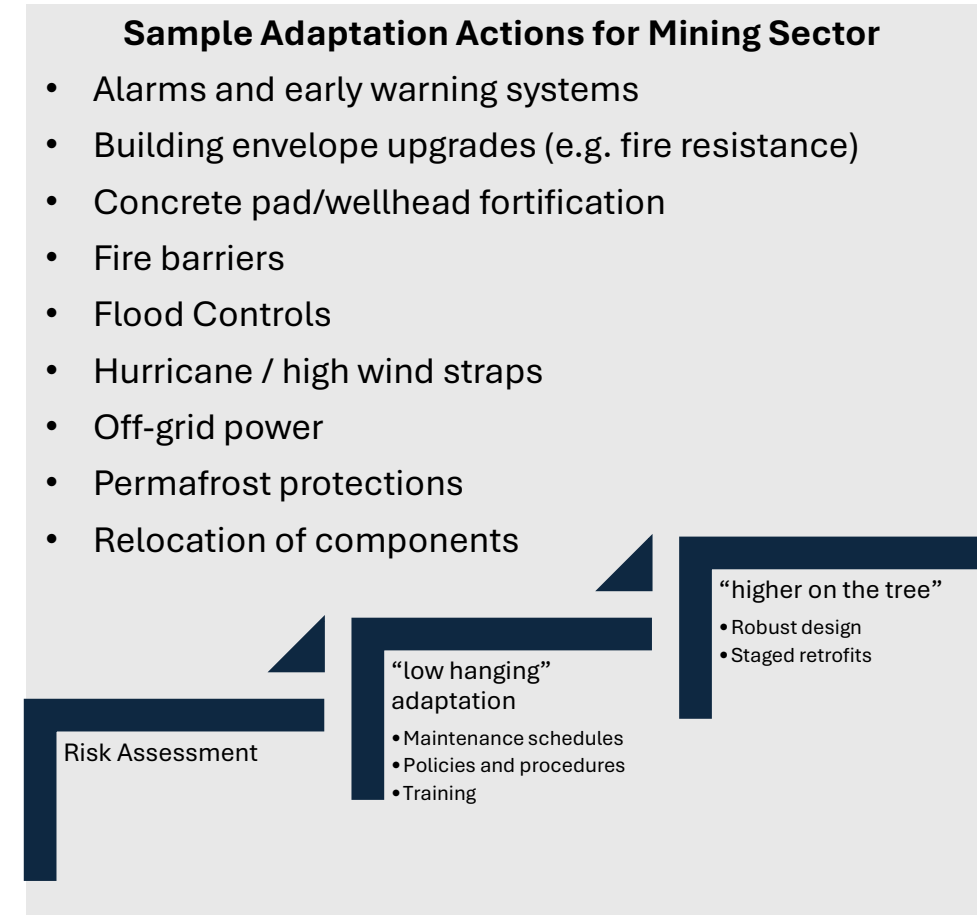 Sample Adaptation Actions for Mining Sector
• Alarms and early warning systems
• Building envelope upgrades (e.g. fire resistance)
• Concrete pad/wellhead fortification
• Fire barriers
• Flood Controls
• Hurricane / high wind straps
• Off-grid power
• Permafrost protections
• Relocation of components
Risk Assessment
“low hanging”
adaptation
• Maintenance schedules
• Policies and procedures
• Training
“higher on the tree”
• Robust design
• Staged retrofits